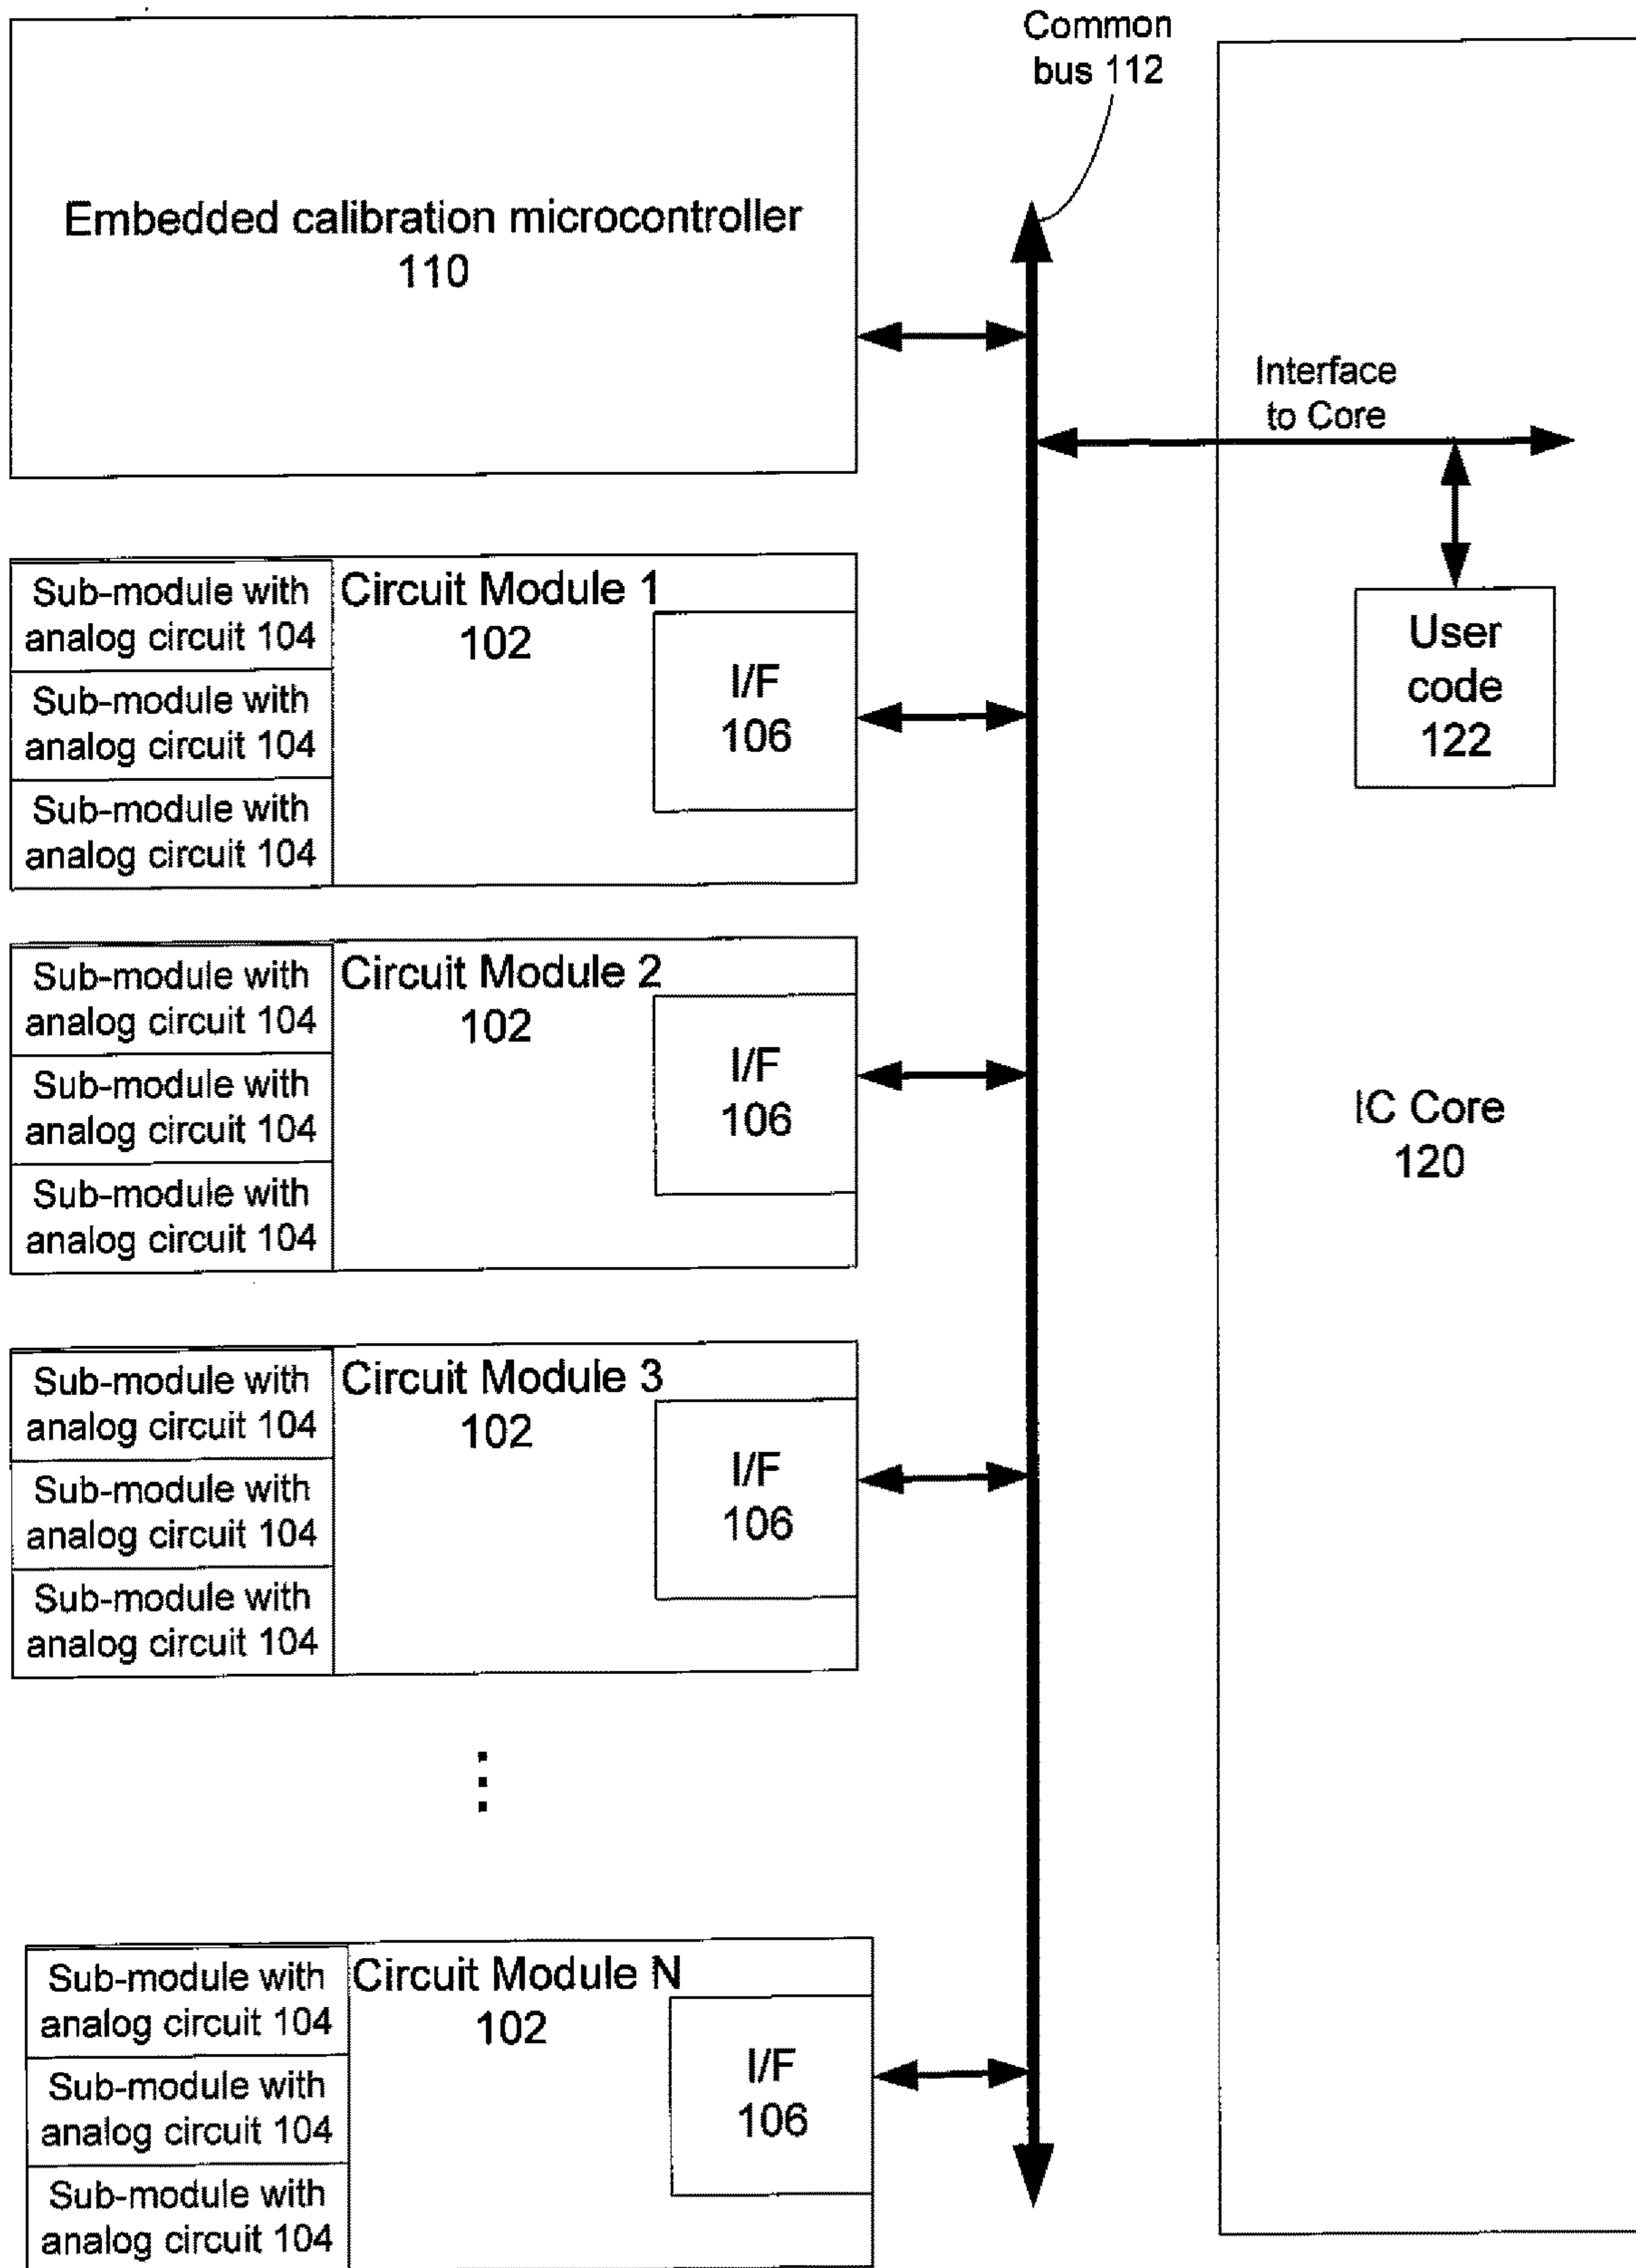 Common
bus 112
Embedded calibration microcontroller
110
Interface
to Core
User
code
122
IC Core
120
Sub-module with
analog circuit 104
Sub-module with
analog circuit 104
Sub-module with
analog circuit 104
Circuit Module 1
102
I/F
106
Sub-module with
analog circuit 104
Sub-module with
analog circuit 104
Sub-module with
analog circuit 104
Circuit Module 2
102
I/F
106
Sub-module with
analog circuit 104
Sub-module with
analog circuit 104
Sub-module with
analog circuit 104
Circuit Module 3
102
I/F
106
Sub-module with
analog circuit 104
Sub-module with
analog circuit 104
Sub-module with
analog circuit 104
Circuit Module N
102
I/F
106